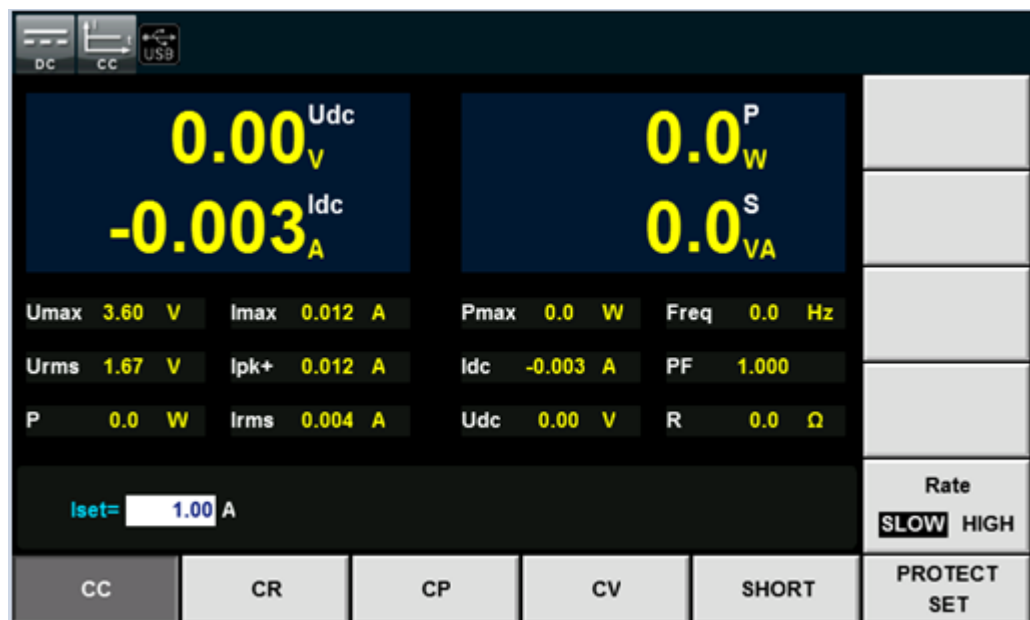 DC CC USB
0.00 Udc V
-0.003 Idc A
0.0 P W
0.0 S VA
Umax 3.60 V Imax 0.012 A Pmax 0.0 W Freq 0.0 Hz
Urms 1.67 V Ipk+ 0.012 A Idc -0.003 A PF 1.000
P 0.0 W Irms 0.004 A Udc 0.00 V R 0.0 Ω
Iset= 1.00 A
Rate
SLOW HIGH
CC CR CP CV SHORT
PROTECT
SET